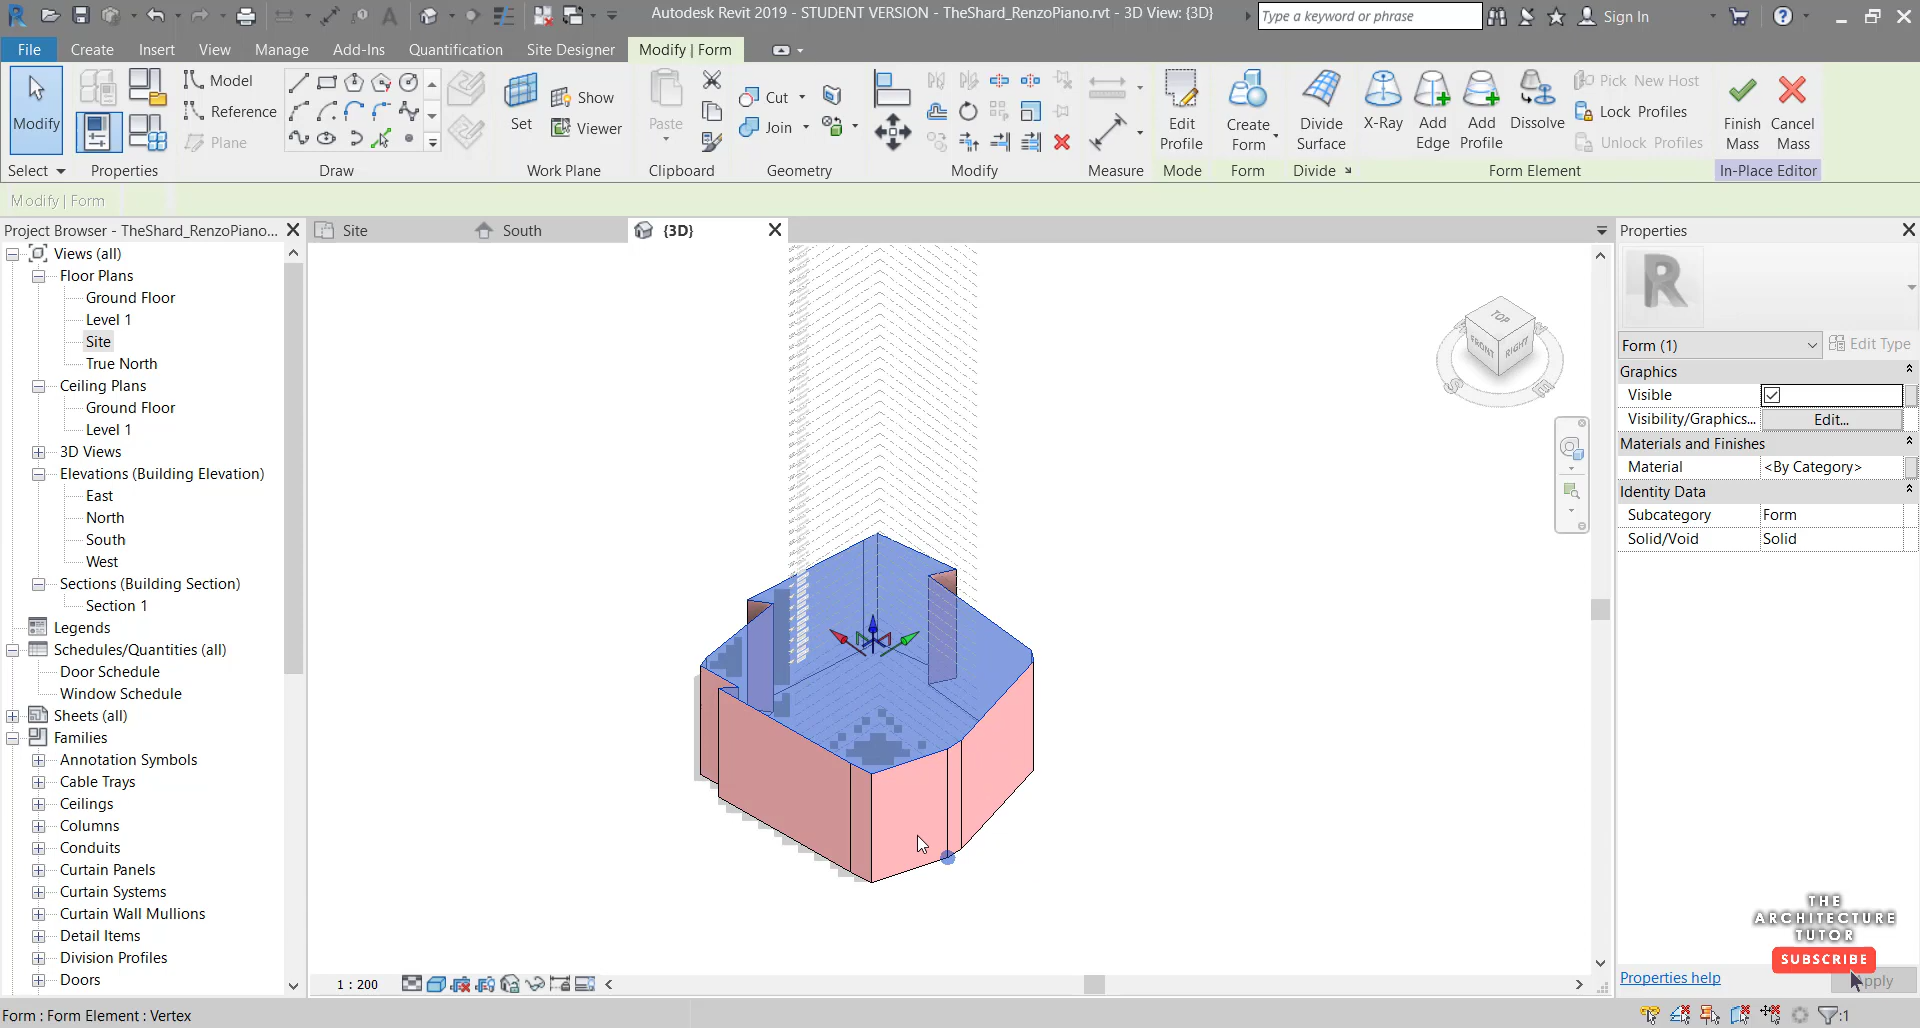 Autodesk Revit 2019 - STUDENT VERSION - TheShard_RenzoPiano.rvt - 3D View: {3D}
Type a keyword or phrase
Sign In
File Create Insert View Manage Add-Ins Quantification Site Designer Modify | Form
Modify
Model
Reference
Plane
Set
Show
Viewer
Paste
Cut
Join
Edit Profile
Create Form
Divide Surface
X-Ray
Add Edge
Add Profile
Dissolve
Pick New Host
Lock Profiles
Unlock Profiles
Finish Mass
Cancel Mass
Select Properties Draw Work Plane Clipboard Geometry Modify Measure Mode Form Divide Form Element In-Place Editor
Modify | Form
Project Browser - TheShard_RenzoPiano...
Views (all)
Floor Plans
Ground Floor
Level 1
Site
True North
Ceiling Plans
Ground Floor
Level 1
3D Views
Elevations (Building Elevation)
East
North
South
West
Sections (Building Section)
Section 1
Legends
Schedules/Quantities (all)
Door Schedule
Window Schedule
Sheets (all)
Families
Annotation Symbols
Cable Trays
Ceilings
Columns
Conduits
Curtain Panels
Curtain Systems
Curtain Wall Mullions
Detail Items
Division Profiles
Doors
Site
South
{3D}
TOP
FRONT
RIGHT
S
E
1 : 200
Properties
R
Form (1)
Edit Type
Graphics
Visible
Visibility/Graphics... Edit...
Materials and Finishes
Material <By Category>
Identity Data
Subcategory Form
Solid/Void Solid
THE
ARCHITECTURE
TUTOR
SUBSCRIBE
Properties help
Form : Form Element : Vertex
:1